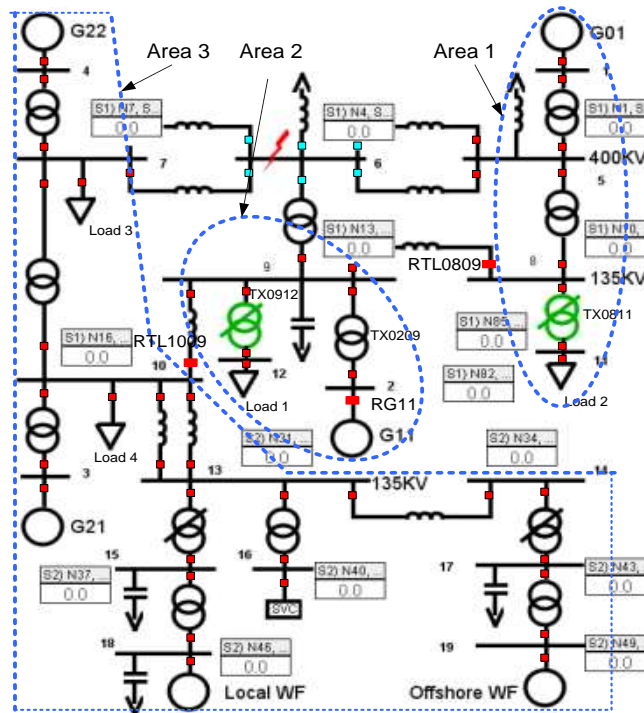 G22
Area 3
Area 2
Area 1
G01
4
1
S1) N7, S...
0.0
S1) N4, S...
0.0
S1) N1, S...
0.0
7
6
400KV
5
Load 3
S1) N13, ...
0.0
S1) N10, ...
0.0
9
RTL0809
8
135KV
TX0912
TX0811
S1) N16, ...
0.0
RTL1009
TX0209
S1) N85, ...
0.0
10
12
2
11
S1) N82, ...
0.0
Load 1
RG11
Load 2
Load 4
S2) N31, ...
0.0
G11
S2) N34, ...
0.0
3
13
135KV
14
G21
15
16
17
S2) N37, ...
0.0
S2) N40, ...
0.0
S2) N43, ...
0.0
SVC
18
S2) N46, ...
0.0
19
S2) N49, ...
0.0
Local WF
Offshore WF